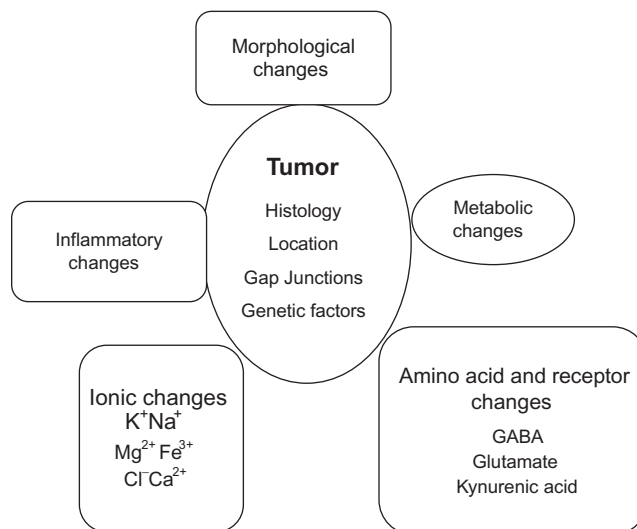 Morphological
changes
Tumor
Histology
Location
Gap Junctions
Genetic factors
Metabolic
changes
Inflammatory
changes
Ionic changes
K⁺Na⁺
Mg²⁺ Fe³⁺
Cl⁻Ca²⁺
Amino acid and receptor
changes
GABA
Glutamate
Kynurenic acid